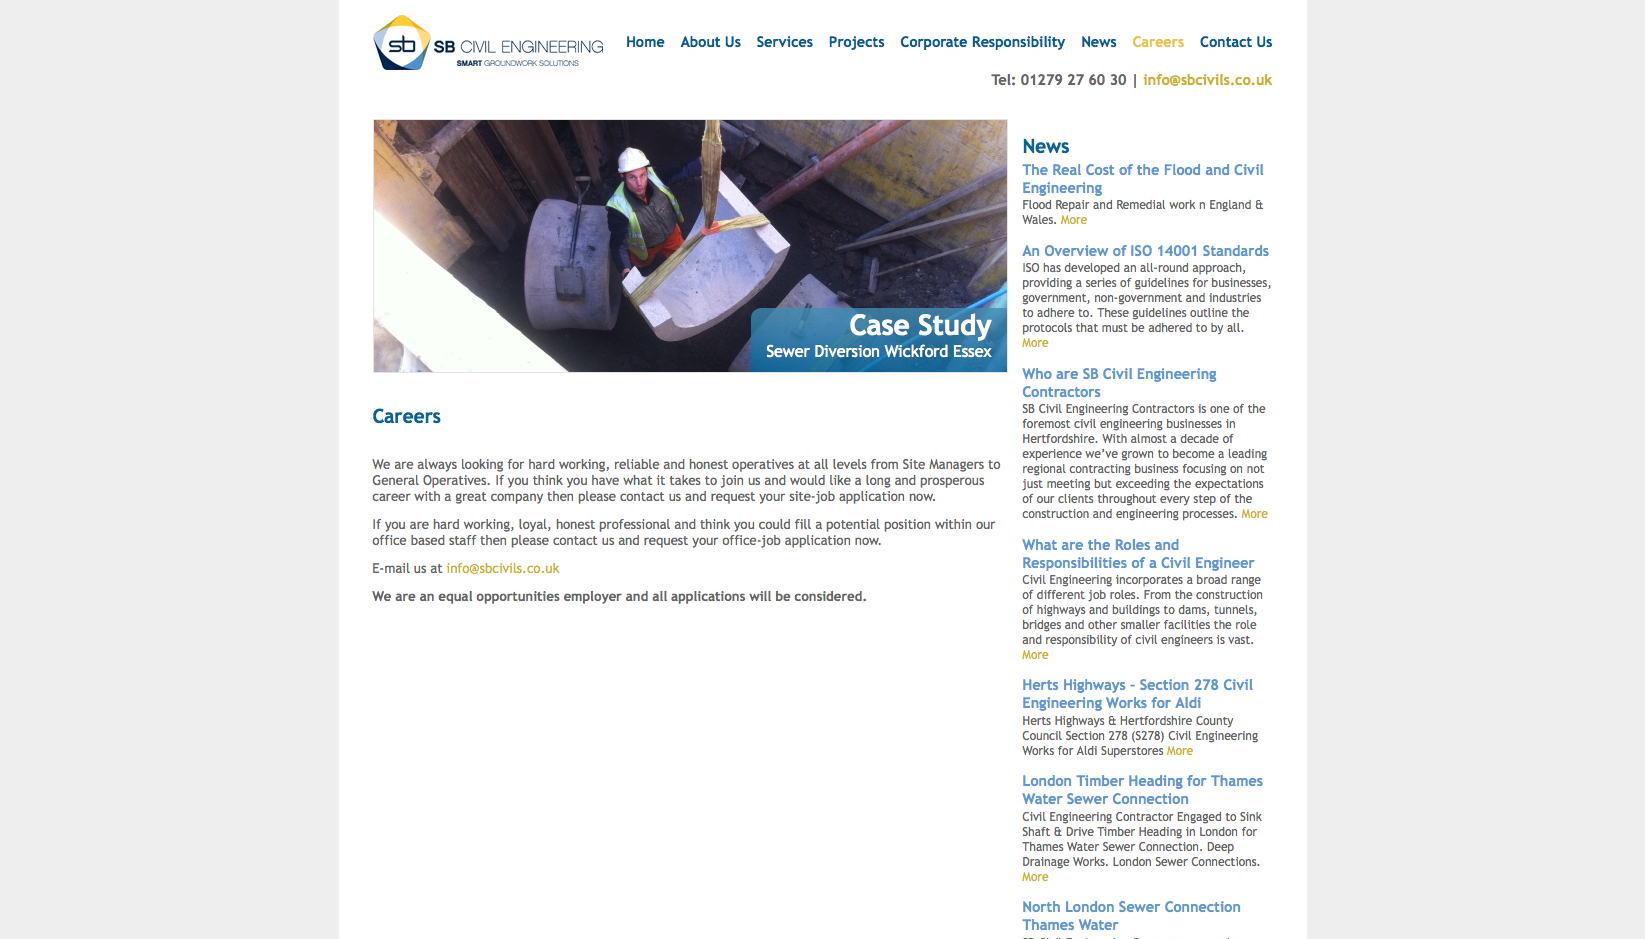 sb SB CIVIL ENGINEERING
SMART GROUNDWORK SOLUTIONS
Home About Us Services Projects Corporate Responsibility News Careers Contact Us
Tel: 01279 27 60 30 | info@sbcivils.co.uk
Case Study
Sewer Diversion Wickford Essex
Careers
We are always looking for hard working, reliable and honest operatives at all levels from Site Managers to
General Operatives. If you think you have what it takes to join us and would like a long and prosperous
career with a great company then please contact us and request your site-job application now.
If you are hard working, loyal, honest professional and think you could fill a potential position within our
office based staff then please contact us and request your office-job application now.
E-mail us at info@sbcivils.co.uk
We are an equal opportunities employer and all applications will be considered.
News
The Real Cost of the Flood and Civil
Engineering
Flood Repair and Remedial work n England &
Wales. More
An Overview of ISO 14001 Standards
ISO has developed an all-round approach,
providing a series of guidelines for businesses,
government, non-government and industries
to adhere to. These guidelines outline the
protocols that must be adhered to by all.
More
Who are SB Civil Engineering
Contractors
SB Civil Engineering Contractors is one of the
foremost civil engineering businesses in
Hertfordshire. With almost a decade of
experience we’ve grown to become a leading
regional contracting business focusing on not
just meeting but exceeding the expectations
of our clients throughout every step of the
construction and engineering processes. More
What are the Roles and
Responsibilities of a Civil Engineer
Civil Engineering incorporates a broad range
of different job roles. From the construction
of highways and buildings to dams, tunnels,
bridges and other smaller facilities the role
and responsibility of civil engineers is vast.
More
Herts Highways – Section 278 Civil
Engineering Works for Aldi
Herts Highways & Hertfordshire County
Council Section 278 (S278) Civil Engineering
Works for Aldi Superstores More
London Timber Heading for Thames
Water Sewer Connection
Civil Engineering Contractor Engaged to Sink
Shaft & Drive Timber Heading in London for
Thames Water Sewer Connection. Deep
Drainage Works. London Sewer Connections.
More
North London Sewer Connection
Thames Water